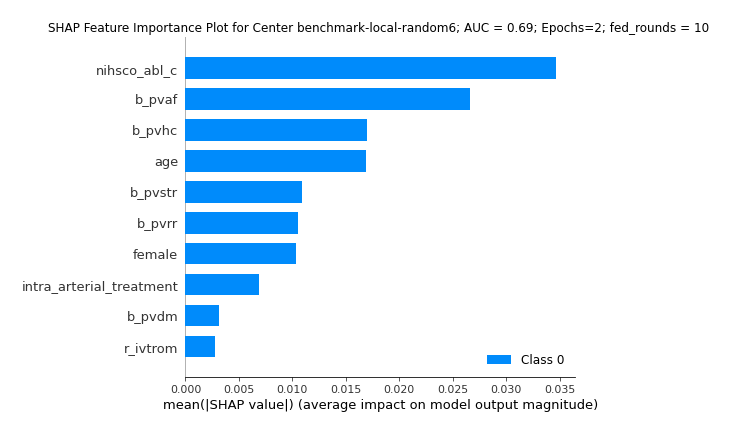 SHAP Feature Importance Plot for Center benchmark-local-random6; AUC = 0.69; Epochs=2; fed_rounds = 10
nihsco_abl_c
b_pvaf
b_pvhc
age
b_pvstr
b_pvrr
female
intra_arterial_treatment
b_pvdm
r_ivtrom
Class 0
0.000 0.005 0.010 0.015 0.020 0.025 0.030 0.035
mean(|SHAP value|) (average impact on model output magnitude)